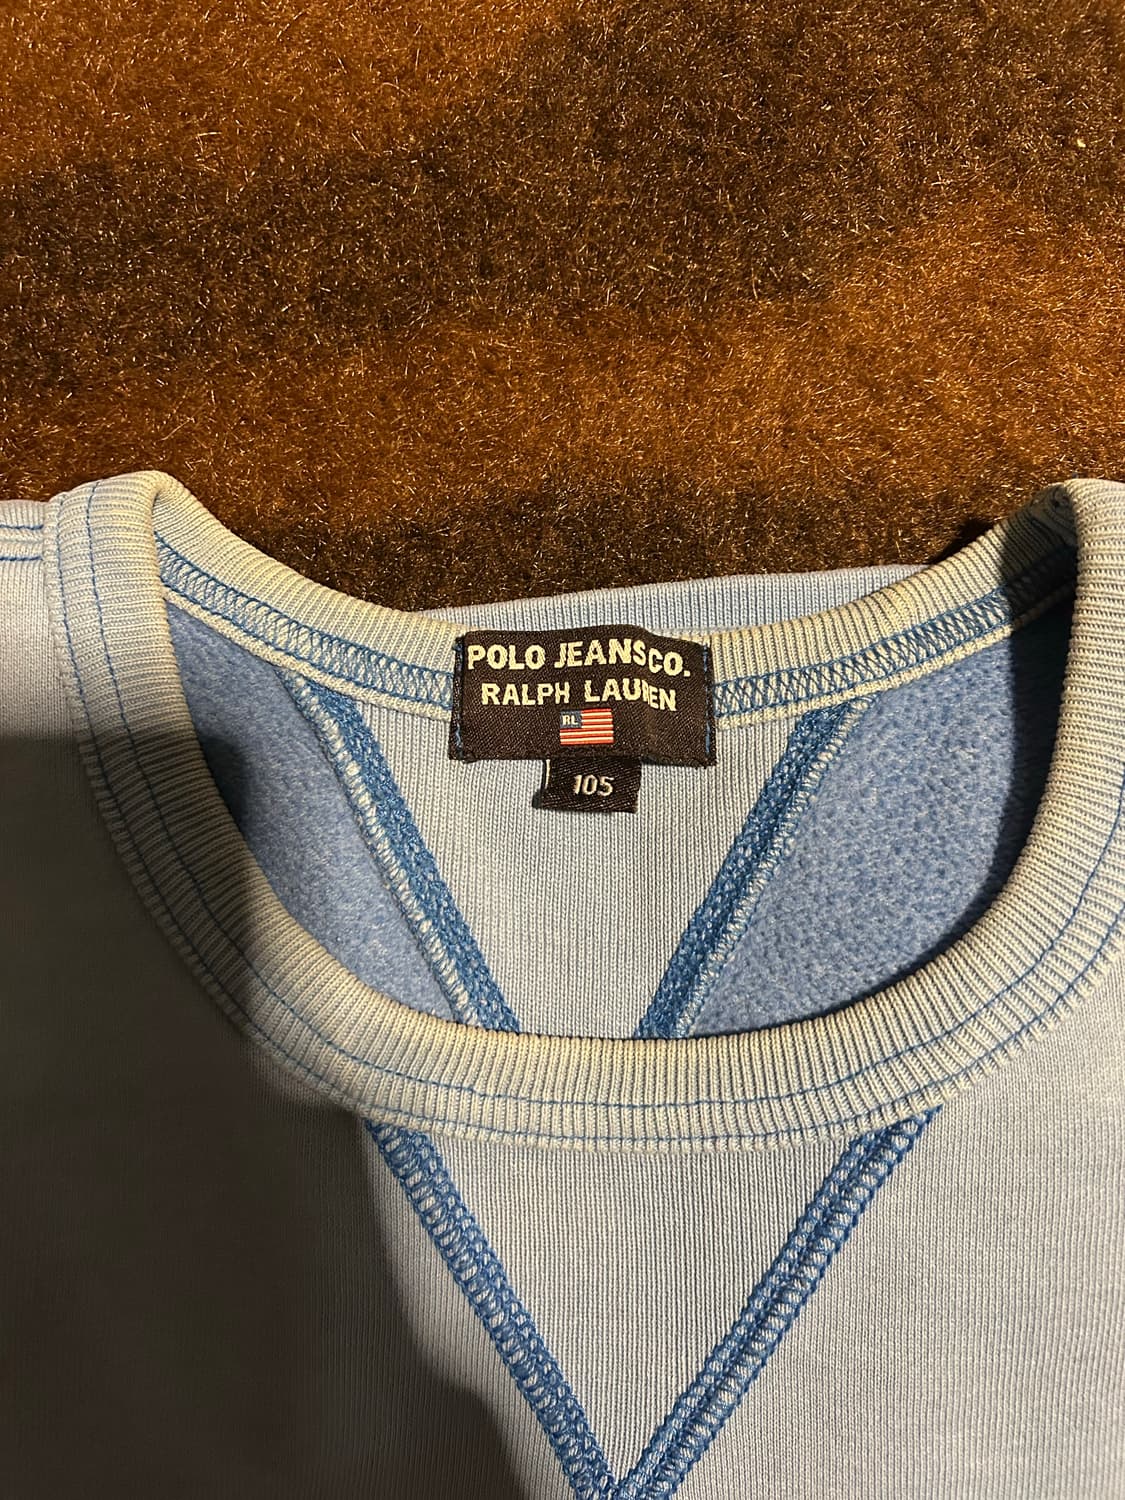 POLO JEANS CO.
RALPH LAUREN
RL
105